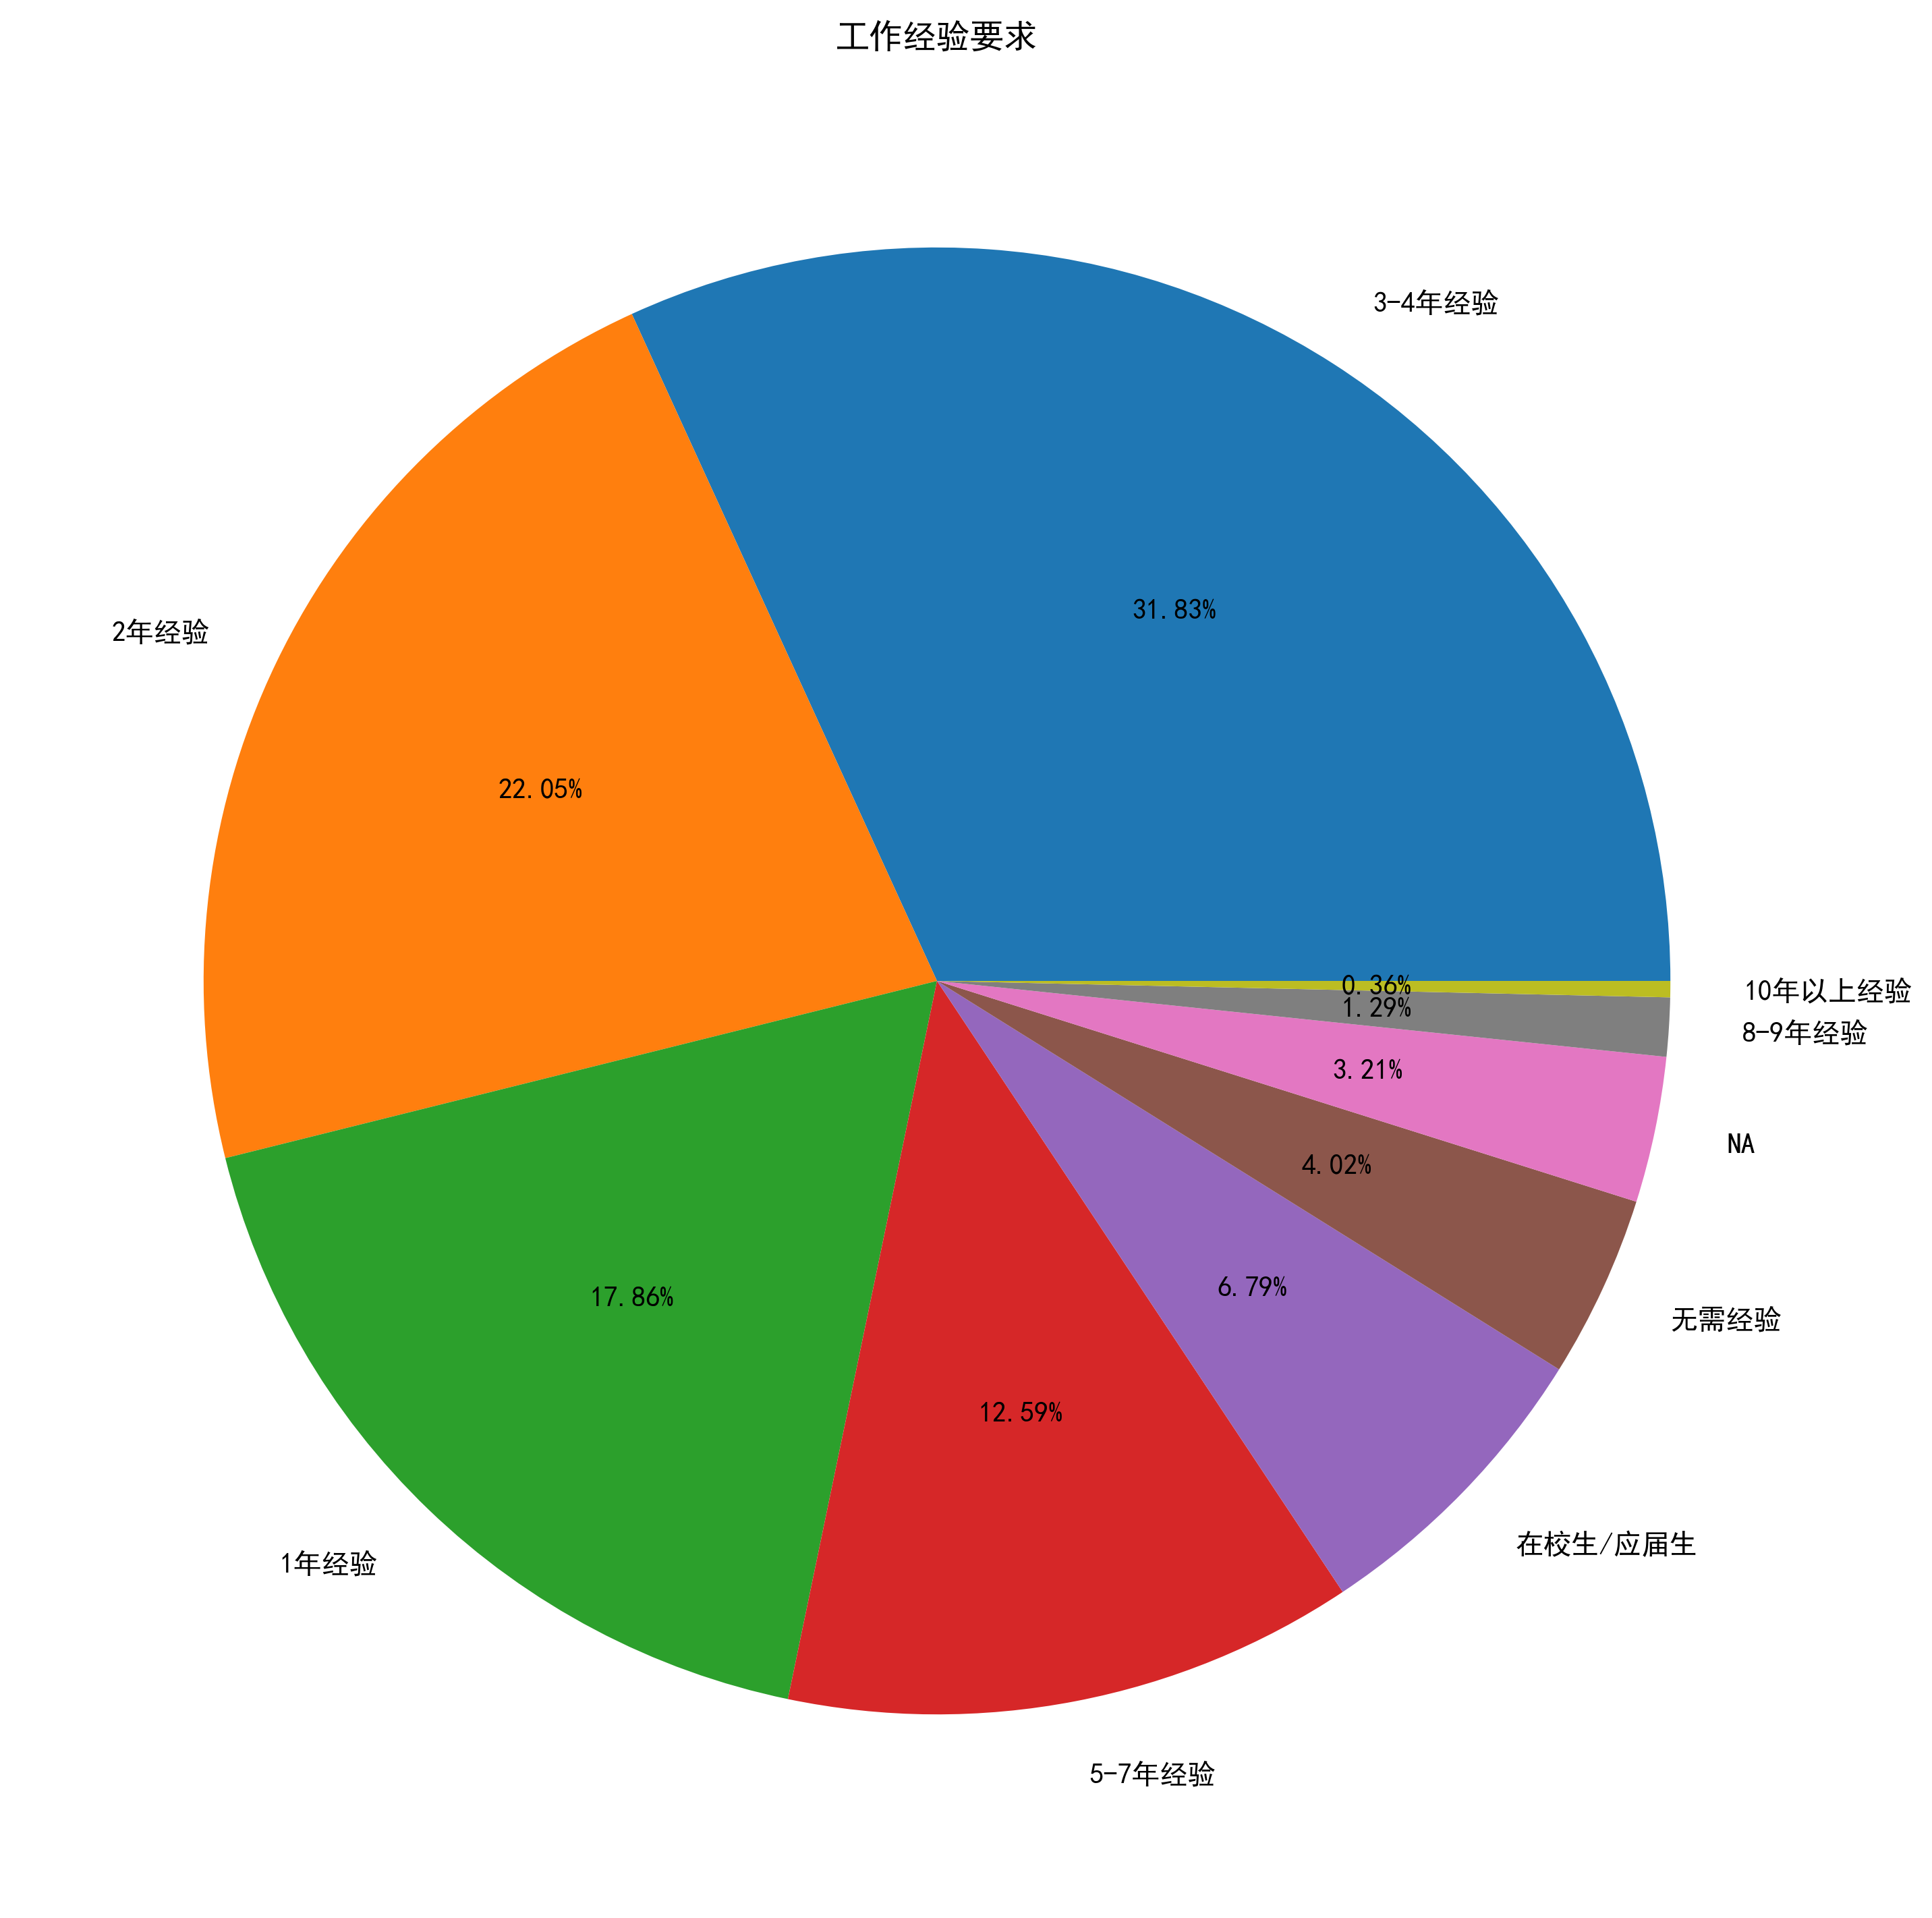 工作经验要求
3-4年经验
31.83%
2年经验
22.05%
1年经验
17.86%
5-7年经验
12.59%
在校生/应届生
6.79%
无需经验
4.02%
NA
3.21%
8-9年经验
1.29%
10年以上经验
0.36%